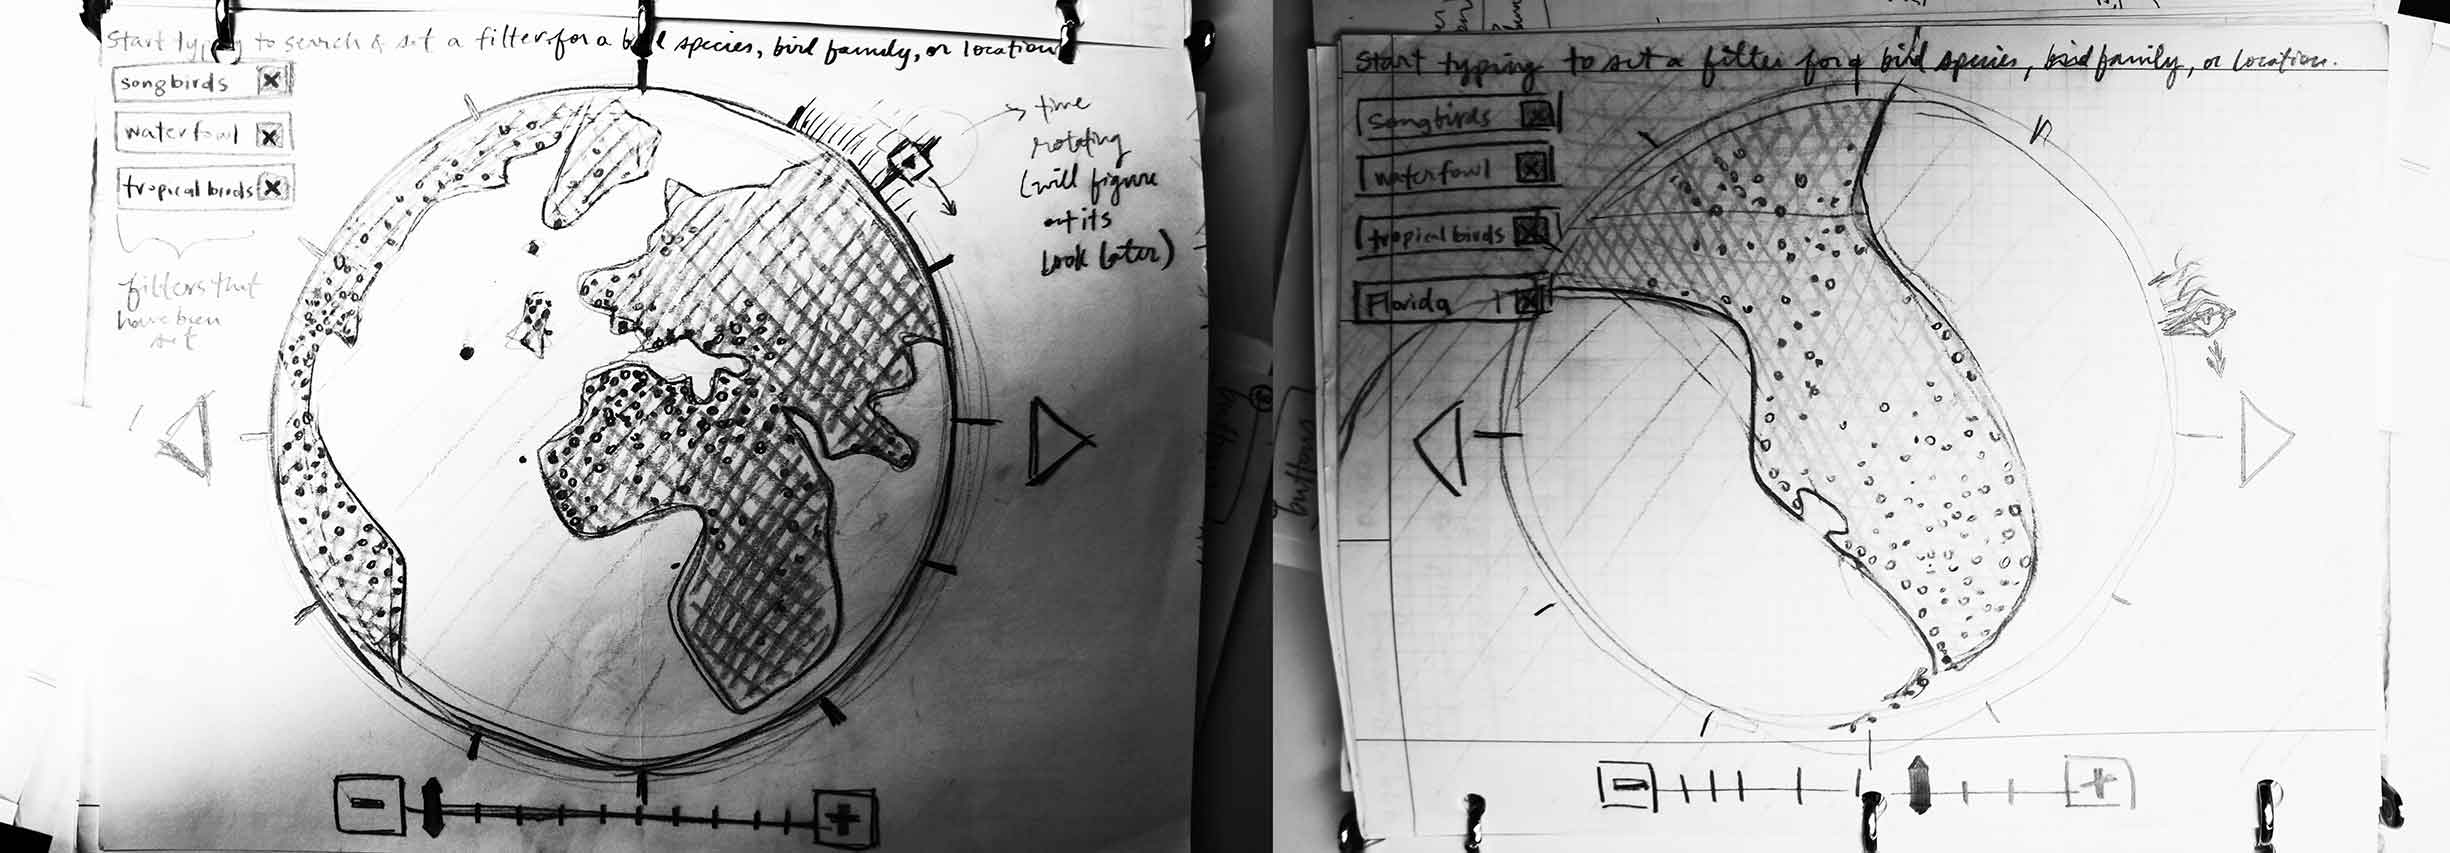 Start typing to search & set a filter for a bird species, bird family, or location
songbirds X
waterfowl X
tropical birds X
filters that
have been
set
time
rotating
(will figure
out its
look later)
- +
Start typing to set a filter for a bird species, bird family, or location.
Songbirds X
waterfowl X
tropical birds X
Florida X
buttons
- +